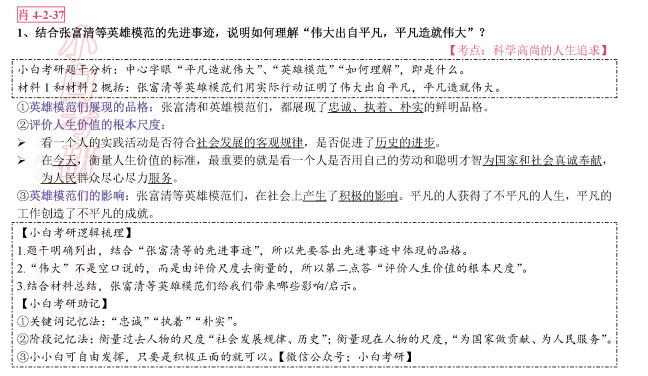 肖 4-2-37
1、结合张富清等英雄模范的先进事迹，说明如何理解“伟大出自平凡，平凡造就伟大”？
【考点：科学高尚的人生追求】
小白考研题干分析：中心字眼“平凡造就伟大”、“英雄模范”“如何理解”，即是什么。
材料 1 和材料 2 概括：张富清等英雄模范们用实际行动证明了伟大出自平凡，平凡造就伟大。
①英雄模范们展现的品格：张富清和英雄模范们，都展现了忠诚、执着、朴实的鲜明品格。
②评价人生价值的根本尺度：
➢ 看一个人的实践活动是否符合社会发展的客观规律，是否促进了历史的进步。
➢ 在今天，衡量人生价值的标准，最重要的就是看一个人是否用自己的劳动和聪明才智为国家和社会真诚奉献，
为人民群众尽心尽力服务。
③英雄模范们的影响：张富清等英雄模范们，在社会上产生了积极的影响。平凡的人获得了不平凡的人生，平凡的
工作创造了不平凡的成就。
【小白考研逻辑梳理】
1.题干明确列出，结合“张富清等的先进事迹”，所以先要答出先进事迹中体现的品格。
2.“伟大”不是空口说的，而是由评价尺度去衡量的，所以第二点答“评价人生价值的根本尺度”。
3.结合材料总结，张富清等英雄模范们给我们带来哪些影响/启示。
【小白考研助记】
①关键词记忆法：“忠诚”“执着”“朴实”。
②阶段记忆法：衡量过去人物的尺度“社会发展规律、历史”；衡量现在人物的尺度，“为国家做贡献、为人民服务”。
③小小白可自由发挥，只要是积极正面的就可以。【微信公众号：小白考研】
小白考研